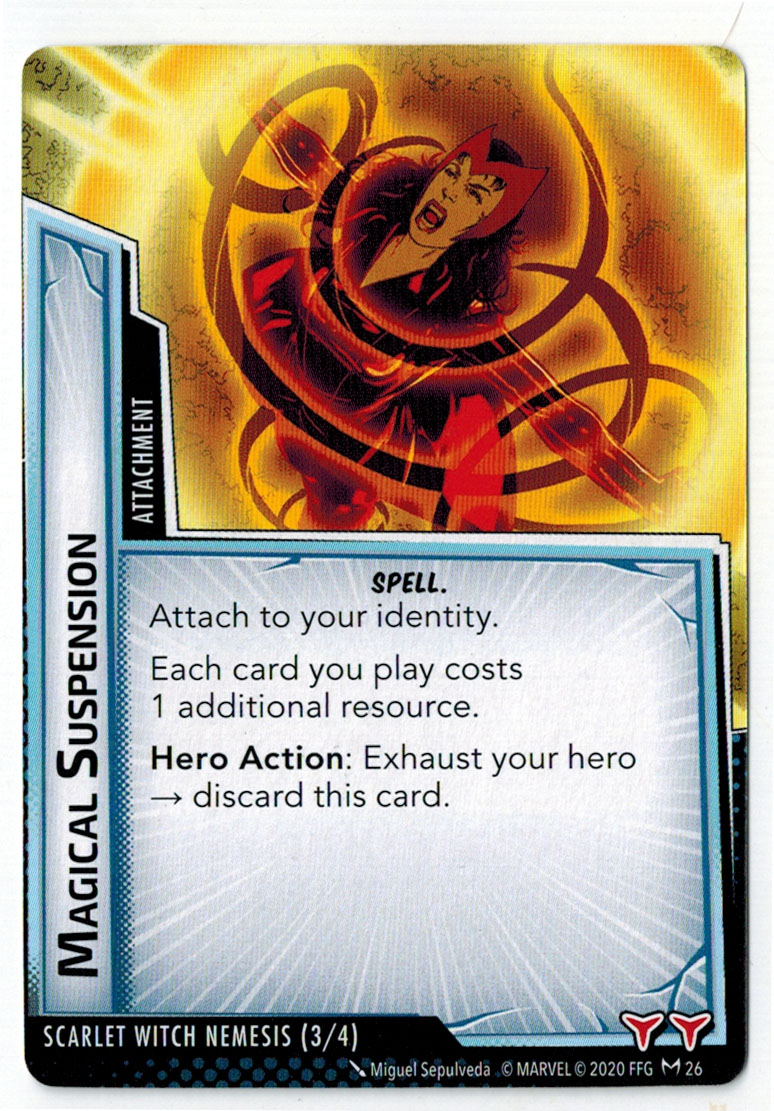 MAGICAL SUSPENSION
ATTACHMENT
SPELL.
Attach to your identity.
Each card you play costs
1 additional resource.
Hero Action: Exhaust your hero
→ discard this card.
SCARLET WITCH NEMESIS (3/4)
Miguel Sepulveda © MARVEL © 2020 FFG 26